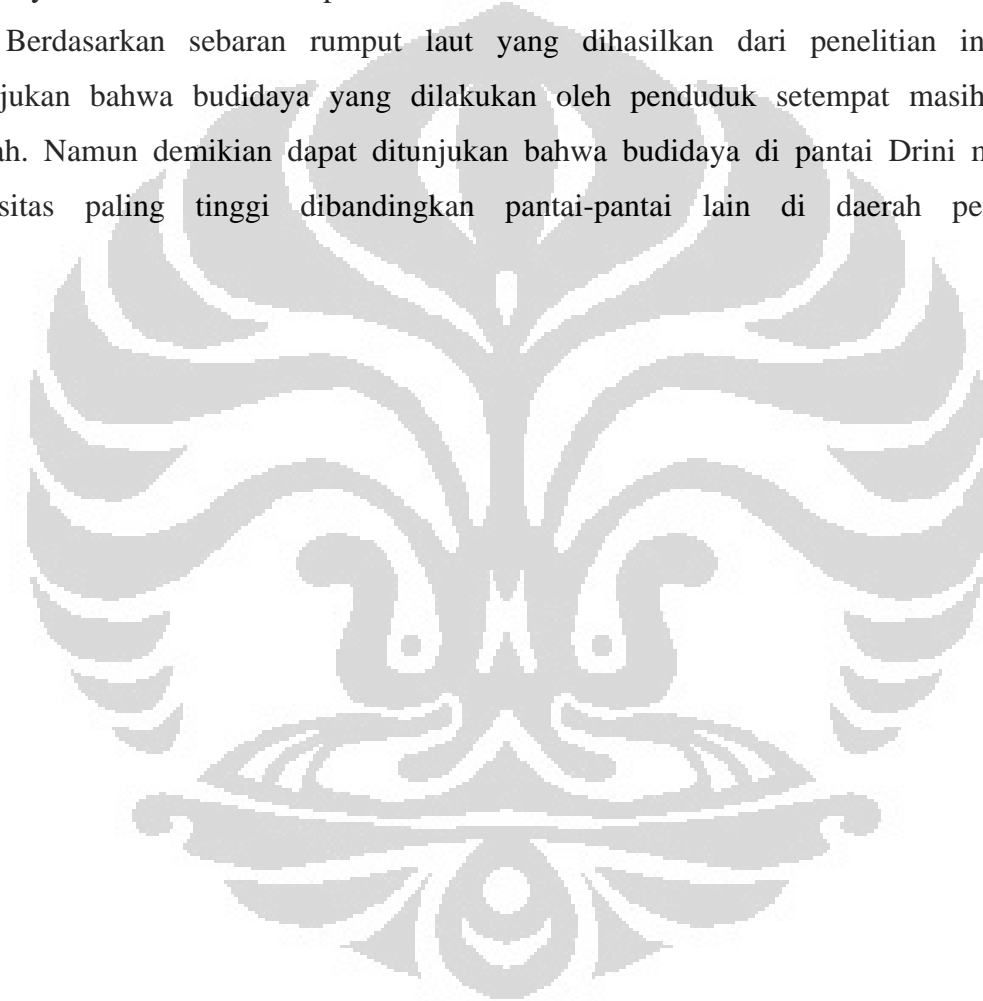 Berdasarkan sebaran rumput laut yang dihasilkan dari penelitian in
jukan bahwa budidaya yang dilakukan oleh penduduk setempat masih
ah. Namun demikian dapat ditunjukan bahwa budidaya di pantai Drini m
sitas paling tinggi dibandingkan pantai-pantai lain di daerah pe